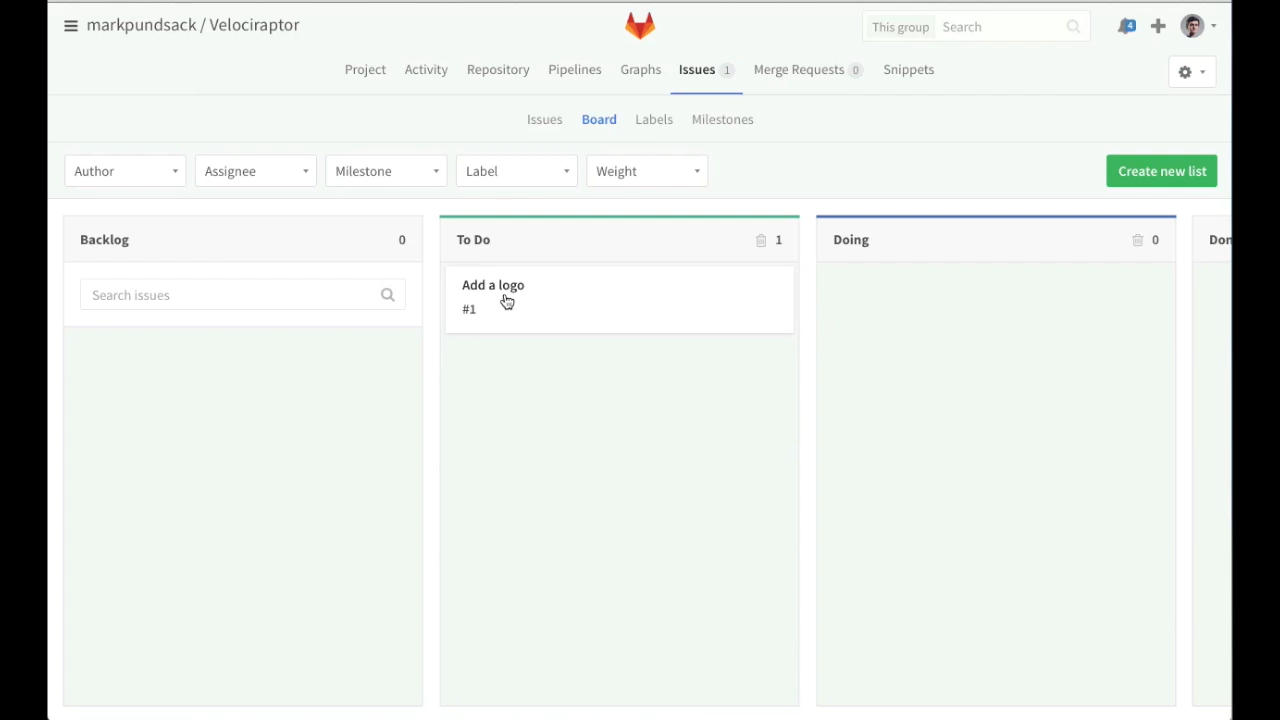 markpundsack / Velociraptor
This group Search
4
Project Activity Repository Pipelines Graphs Issues 1 Merge Requests 0 Snippets
Issues Board Labels Milestones
Author Assignee Milestone Label Weight Create new list
Backlog 0
Search issues
To Do 1
Add a logo
#1
Doing 0
Don